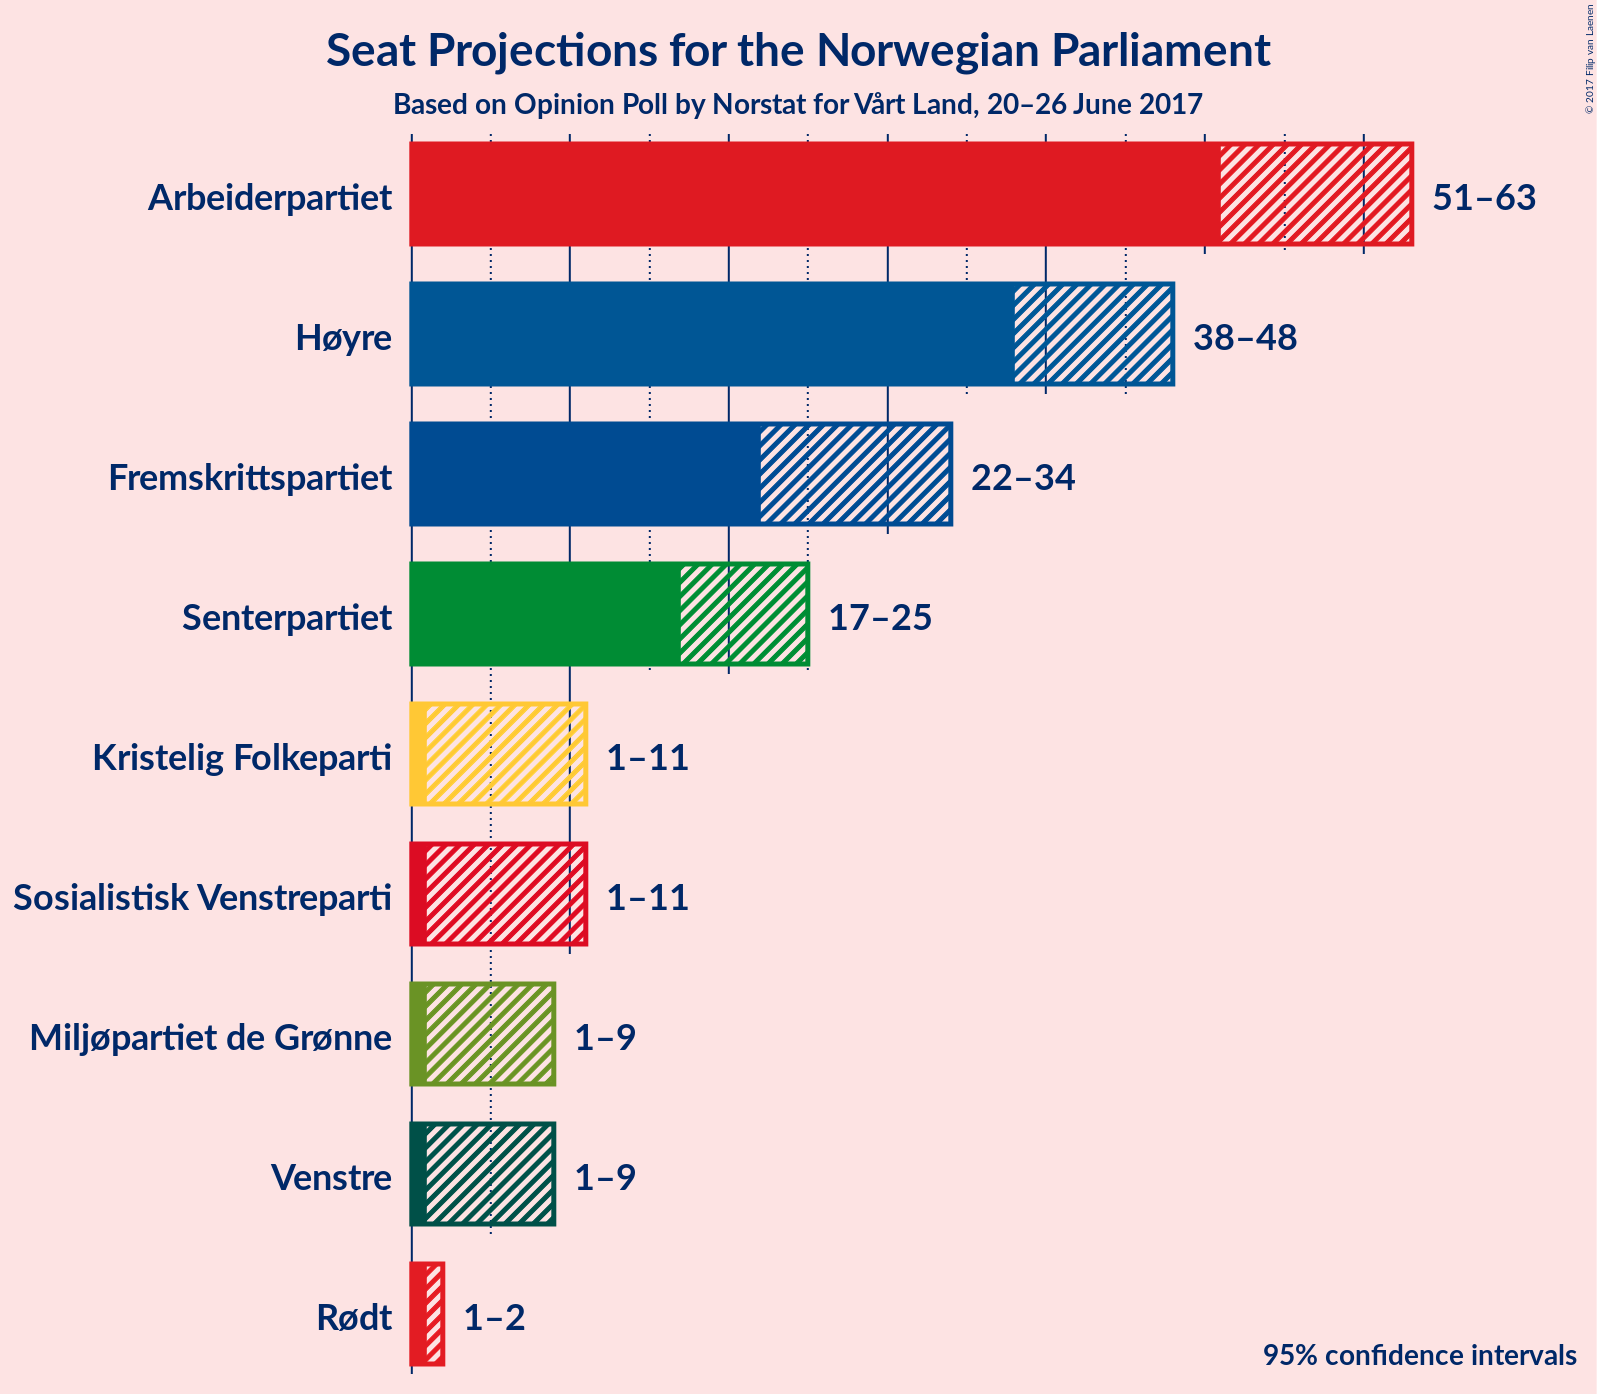 Seat Projections for the Norwegian Parliament
Based on Opinion Poll by Norstat for Vårt Land, 20–26 June 2017
© 2017 Filip van Laenen
Arbeiderpartiet 51–63
Høyre 38–48
Fremskrittspartiet 22–34
Senterpartiet 17–25
Kristelig Folkeparti 1–11
Sosialistisk Venstreparti 1–11
Miljøpartiet de Grønne 1–9
Venstre 1–9
Rødt 1–2
95% confidence intervals